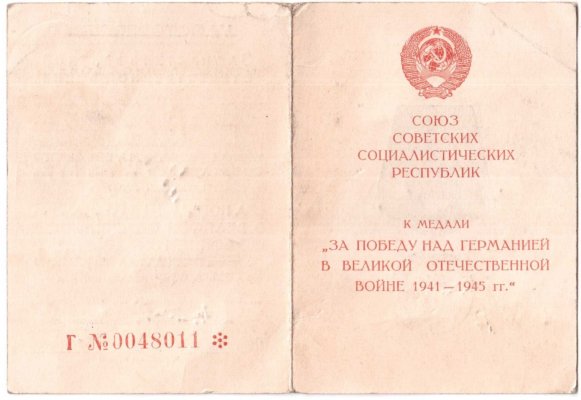 Г №0048011 ❊
СОЮЗ
СОВЕТСКИХ
СОЦИАЛИСТИЧЕСКИХ
РЕСПУБЛИК
К МЕДАЛИ
„ЗА ПОБЕДУ НАД ГЕРМАНИЕЙ
В ВЕЛИКОЙ ОТЕЧЕСТВЕННОЙ
ВОЙНЕ 1941—1945 гг.“